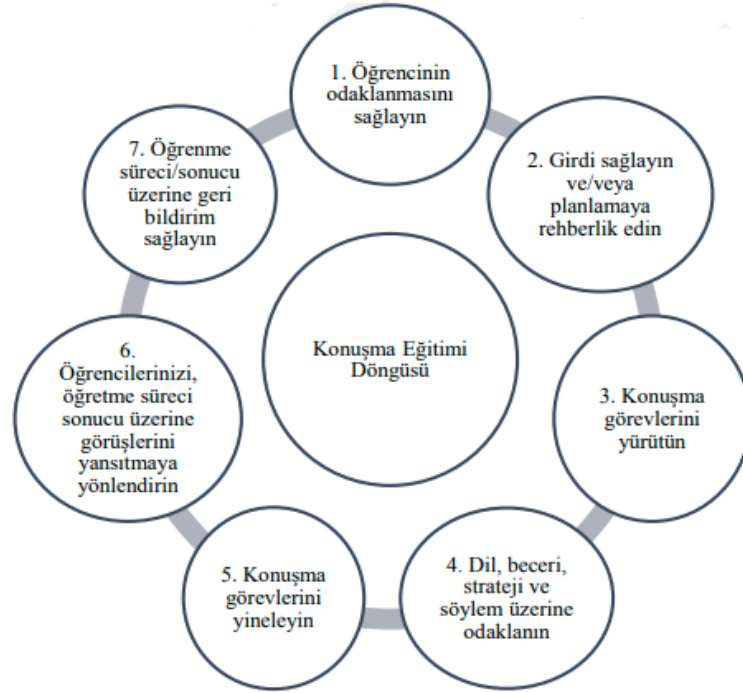 1. Öğrencinin
odaklanmasını
sağlayın
2. Girdi sağlayın
ve/veya
planlamaya
rehberlik edin
3. Konuşma
görevlerini
yürütün
4. Dil, beceri,
strateji ve
söylem üzerine
odaklanın
5. Konuşma
görevlerini
yineleyin
6.
Öğrencilerinizi,
öğretme süreci
sonucu üzerine
görüşlerini
yansıtmaya
yönlendirin
7. Öğrenme
süreci/sonucu
üzerine geri
bildirim
sağlayın
Konuşma Eğitimi
Döngüsü